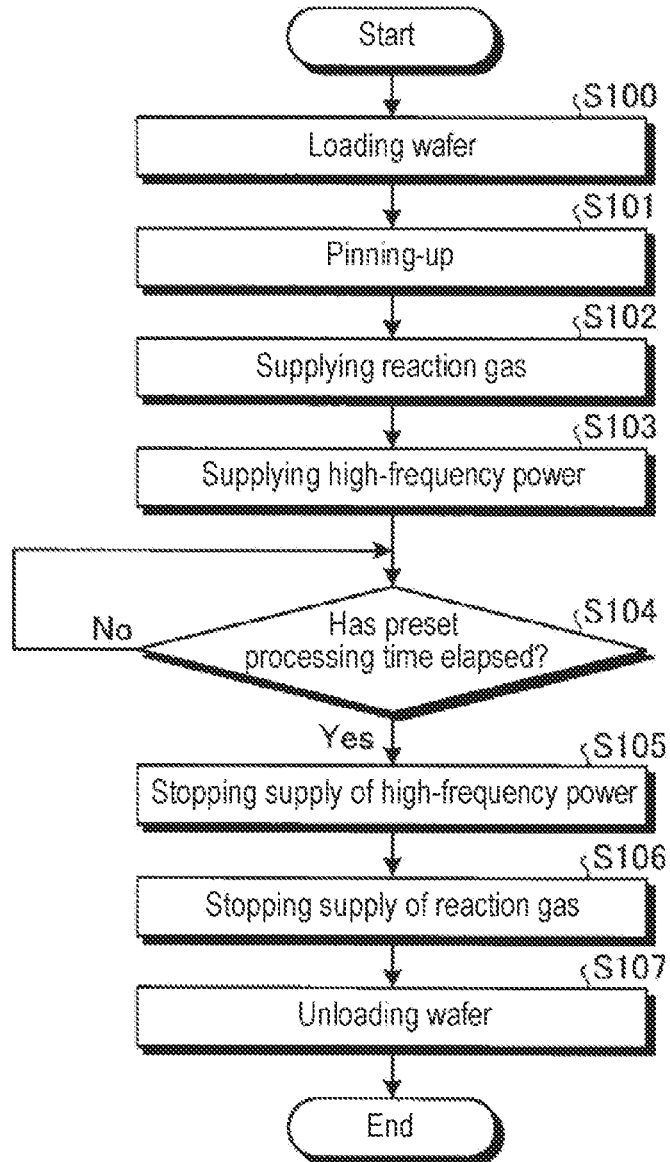 Start
S100
Loading wafer
S101
Pinning-up
S102
Supplying reaction gas
S103
Supplying high-frequency power
S104
Has preset
processing time elapsed?
No
Yes
S105
Stopping supply of high-frequency power
S106
Stopping supply of reaction gas
S107
Unloading wafer
End